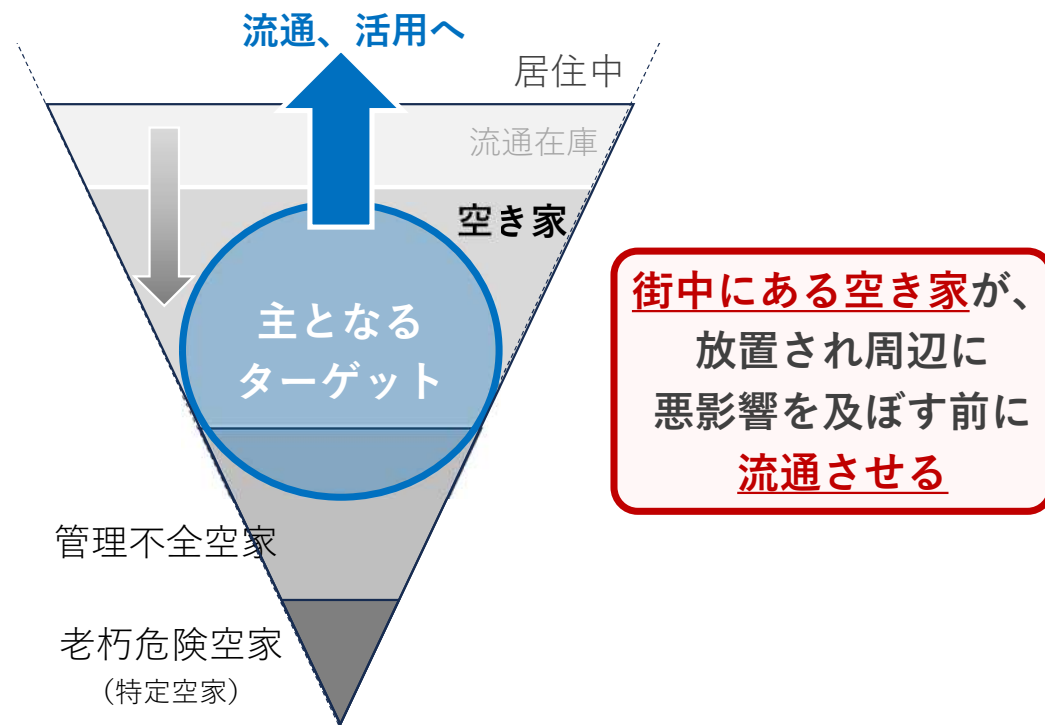 流通、活用へ
居住中
流通在庫
空き家
主となる
ターゲット
管理不全空家
老朽危険空家
（特定空家）
街中にある空き家が、
放置され周辺に
悪影響を及ぼす前に
流通させる